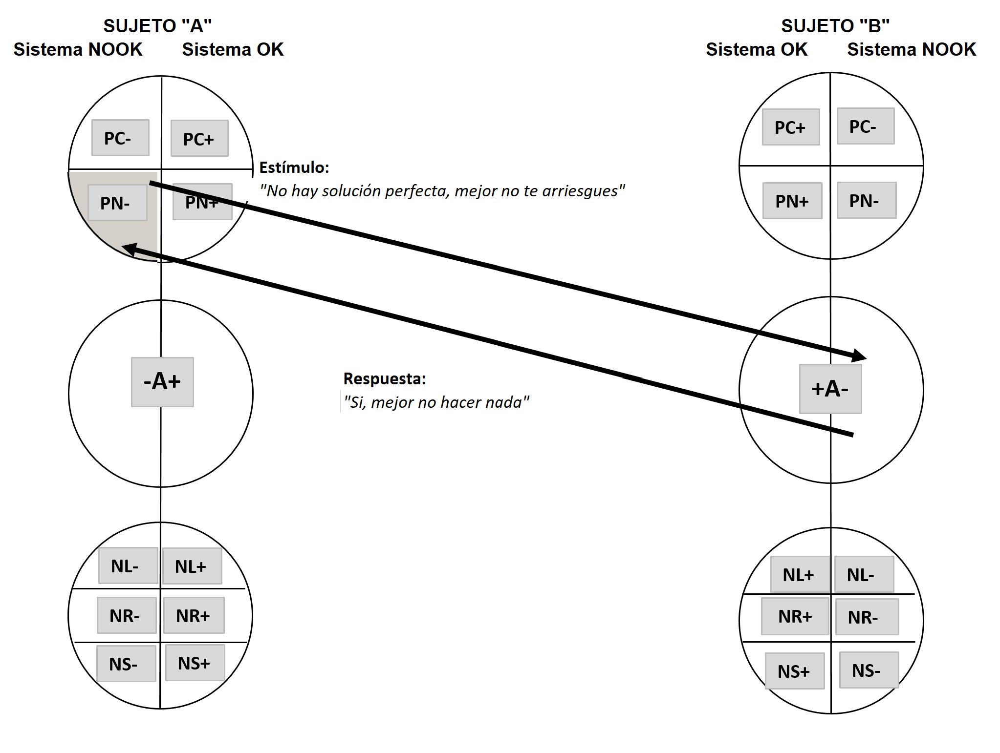 SUJETO "A"
Sistema NOOK Sistema OK
SUJETO "B"
Sistema OK Sistema NOOK
PC- PC+
PN- PN+
Estímulo:
"No hay solución perfecta, mejor no te arriesgues"
PC+ PC-
PN+ PN-
-A+
Respuesta:
"Si, mejor no hacer nada"
+A-
NL- NL+
NR- NR+
NS- NS+
NL+ NL-
NR+ NR-
NS+ NS-